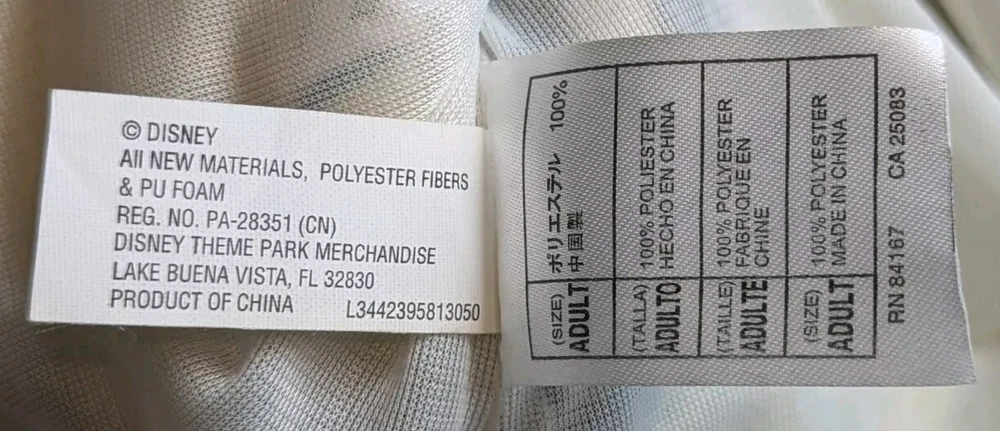 © DISNEY
All NEW MATERIALS, POLYESTER FIBERS
& PU FOAM
REG. NO. PA-28351 (CN)
DISNEY THEME PARK MERCHANDISE
LAKE BUENA VISTA, FL 32830
PRODUCT OF CHINA L3442395813050
(SIZE)
ADULT
ポリエステル 100%
中国製
(TALLA)
ADULTO
100% POLIESTER
HECHO EN CHINA
(TAILLE)
ADULTE
100% POLYESTER
FABRIQUE EN
CHINE
(SIZE)
ADULT
100% POLYESTER
MADE IN CHINA
RN 84167 CA 25083